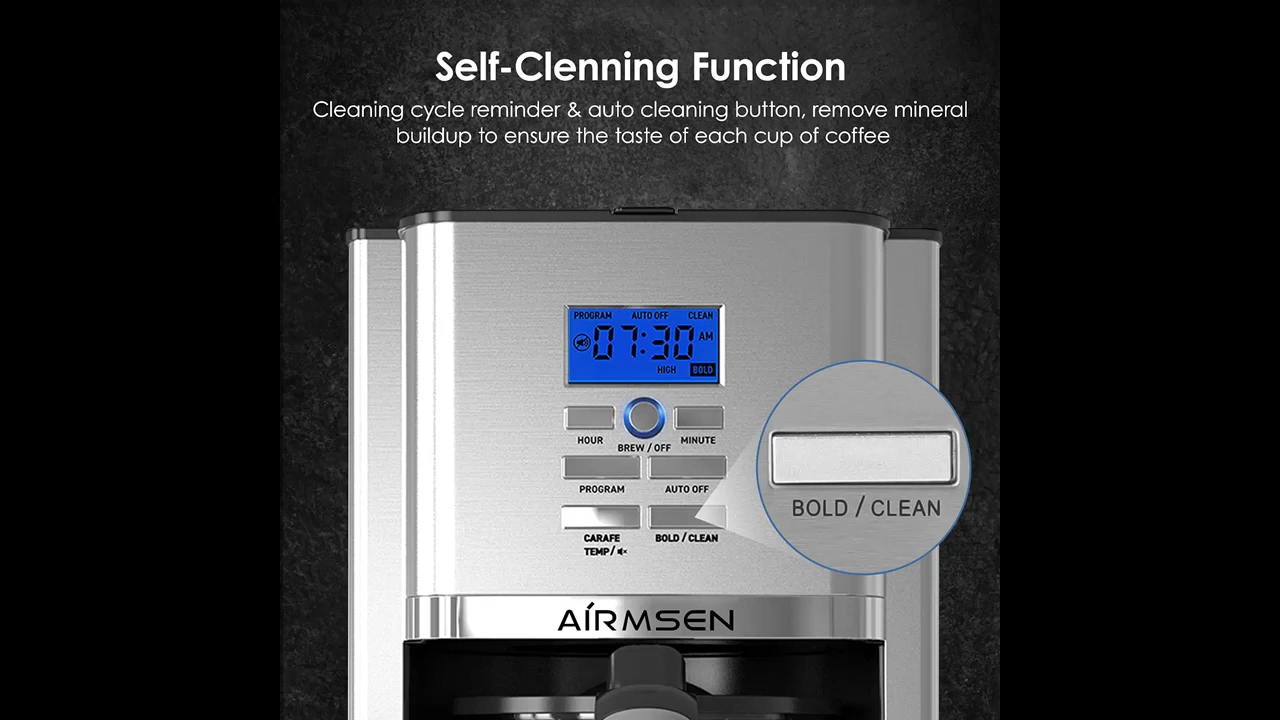 Self-Clenning Function
Cleaning cycle reminder & auto cleaning button, remove mineral
buildup to ensure the taste of each cup of coffee
PROGRAM AUTO OFF CLEAN
07:30 AM
HIGH BOLD
HOUR MINUTE
BREW / OFF
PROGRAM AUTO OFF
CARAFE BOLD / CLEAN
TEMP /
BOLD / CLEAN
AÍRMSEN